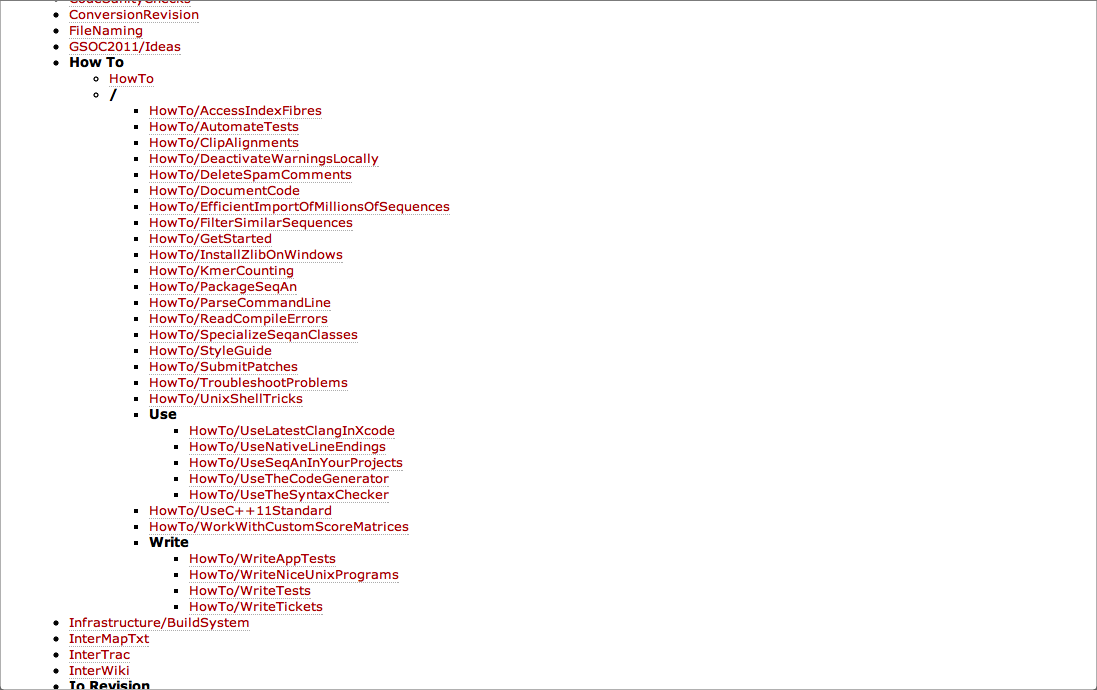 CodeSanityChecks
ConversionRevision
FileNaming
GSOC2011/Ideas
How To
HowTo
/
HowTo/AccessIndexFibres
HowTo/AutomateTests
HowTo/ClipAlignments
HowTo/DeactivateWarningsLocally
HowTo/DeleteSpamComments
HowTo/DocumentCode
HowTo/EfficientImportOfMillionsOfSequences
HowTo/FilterSimilarSequences
HowTo/GetStarted
HowTo/InstallZlibOnWindows
HowTo/KmerCounting
HowTo/PackageSeqAn
HowTo/ParseCommandLine
HowTo/ReadCompileErrors
HowTo/SpecializeSeqanClasses
HowTo/StyleGuide
HowTo/SubmitPatches
HowTo/TroubleshootProblems
HowTo/UnixShellTricks
Use
HowTo/UseLatestClangInXcode
HowTo/UseNativeLineEndings
HowTo/UseSeqAnInYourProjects
HowTo/UseTheCodeGenerator
HowTo/UseTheSyntaxChecker
HowTo/UseC++11Standard
HowTo/WorkWithCustomScoreMatrices
Write
HowTo/WriteAppTests
HowTo/WriteNiceUnixPrograms
HowTo/WriteTests
HowTo/WriteTickets
Infrastructure/BuildSystem
InterMapTxt
InterTrac
InterWiki
Io Revision